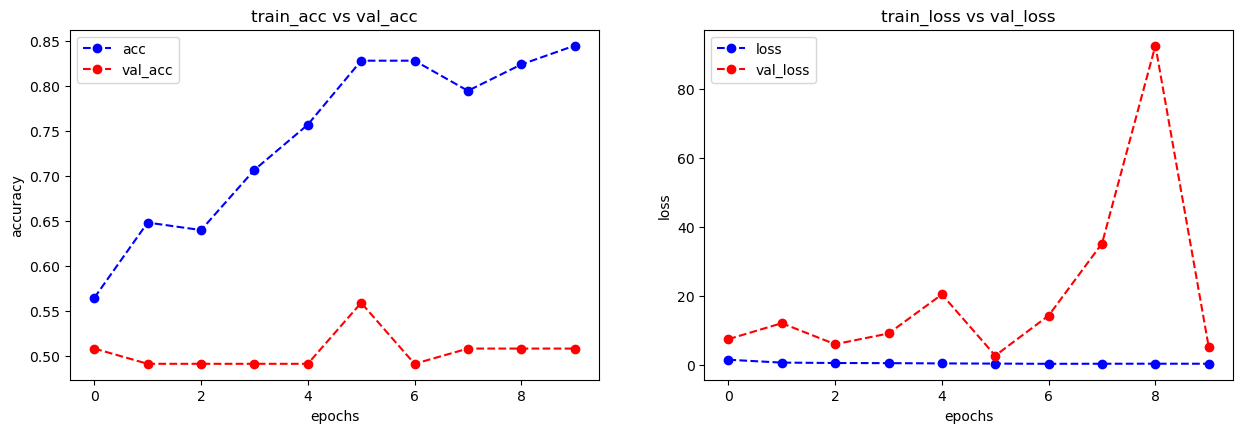 train_acc vs val_acc
acc
val_acc
0.85
0.80
0.75
0.70
0.65
0.60
0.55
0.50
accuracy
0
2
4
6
8
epochs
train_loss vs val_loss
loss
val_loss
80
60
40
20
0
loss
0
2
4
6
8
epochs